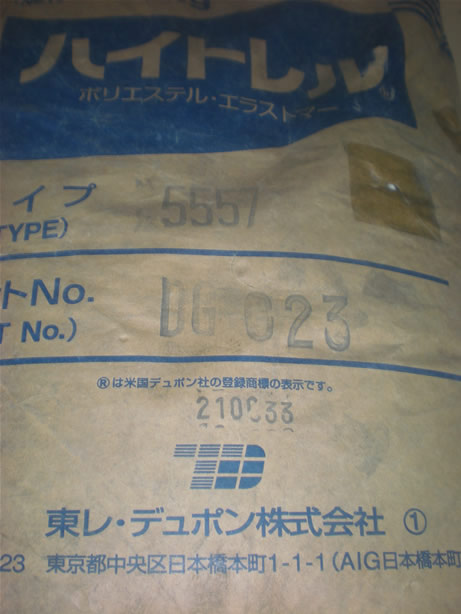 ハイトレル®
ポリエステル・エラストマー
イプ 5557
TYPE)
トNo. DG 023
T No.)
®は米国デュポン社の登録商標の表示です。
東レ・デュポン株式会社 ①
23 東京都中央区日本橋本町1-1-1(AIG日本橋本町